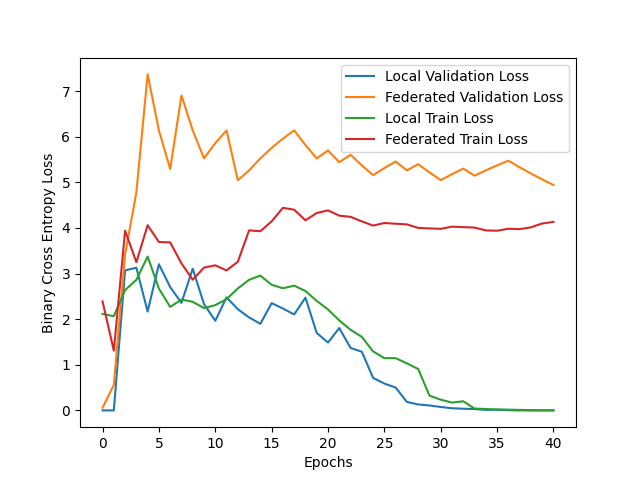 Local Validation Loss
Federated Validation Loss
Local Train Loss
Federated Train Loss
Binary Cross Entropy Loss
7
6
5
4
3
2
1
0
0 5 10 15 20 25 30 35 40
Epochs